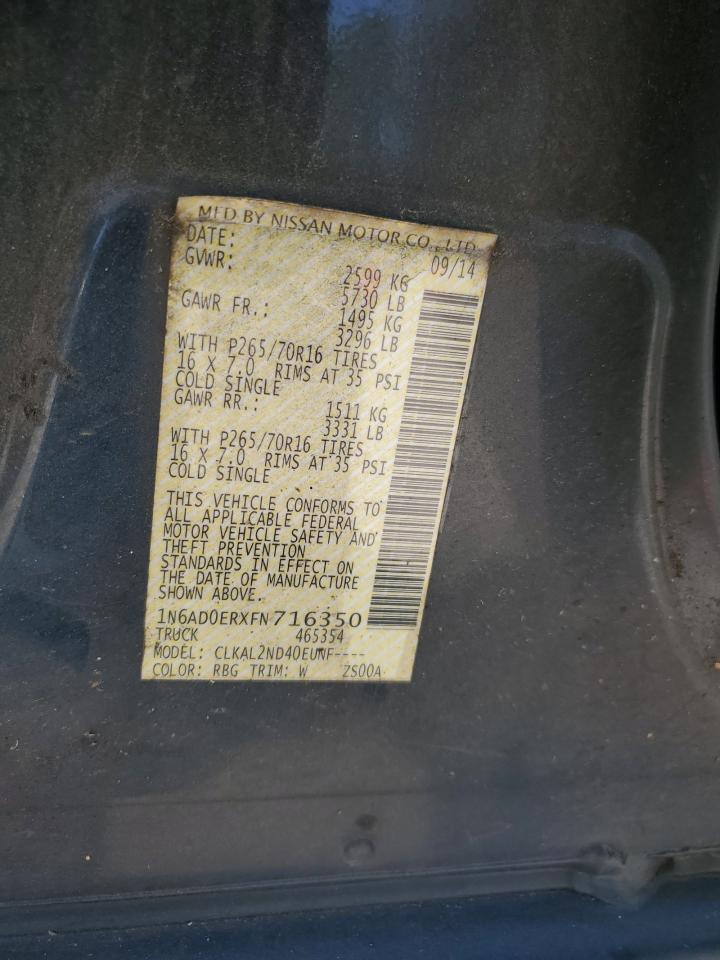 MFD BY NISSAN MOTOR CO., LTD.
DATE: 09/14
GVWR: 2599 KG
5730 LB
GAWR FR.: 1495 KG
3296 LB
WITH P265/70R16 TIRES
16 X 7.0 RIMS AT 35 PSI
COLD SINGLE
GAWR RR.: 1511 KG
3331 LB
WITH P265/70R16 TIRES
16 X 7.0 RIMS AT 35 PSI
COLD SINGLE
THIS VEHICLE CONFORMS TO
ALL APPLICABLE FEDERAL
MOTOR VEHICLE SAFETY AND
THEFT PREVENTION
STANDARDS IN EFFECT ON
THE DATE OF MANUFACTURE
SHOWN ABOVE.
1N6AD0ERXFN716350
TRUCK 465354
MODEL: CLKAL2ND40EUNF----
COLOR: RBG TRIM: W ZS00A